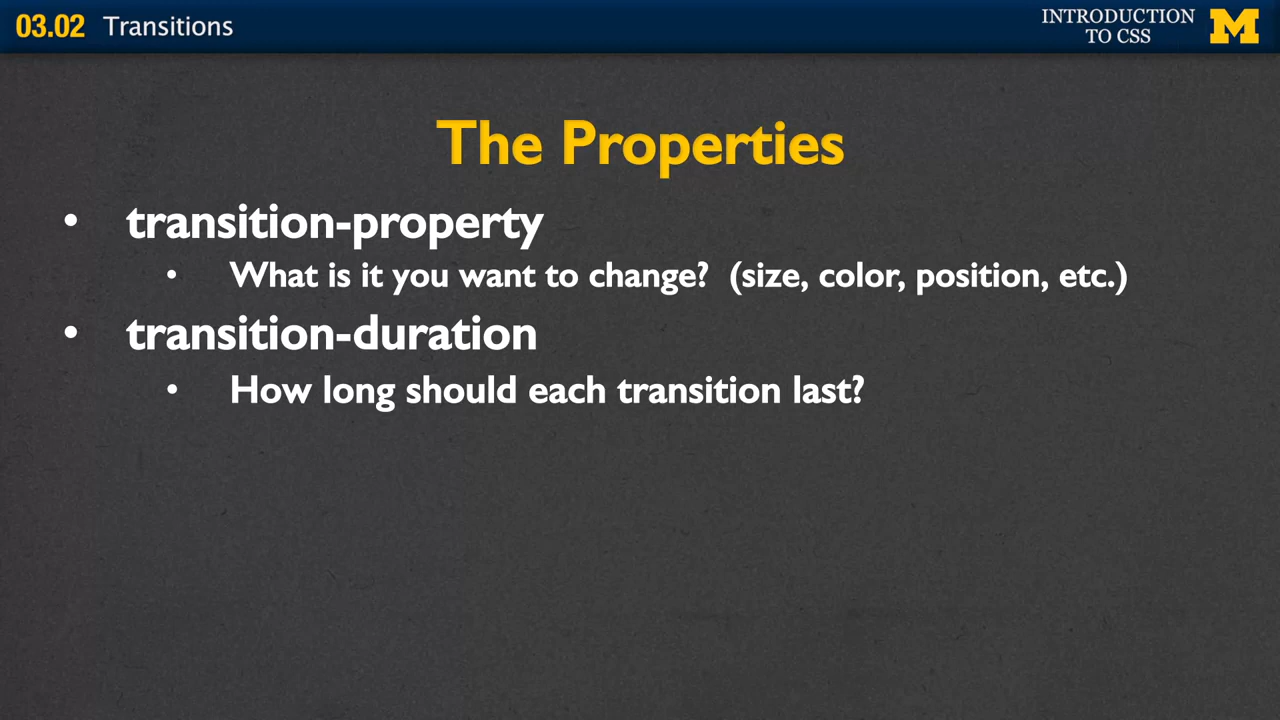 03.02 Transitions
INTRODUCTION
TO CSS
M
The Properties
• transition-property
• What is it you want to change? (size, color, position, etc.)
• transition-duration
• How long should each transition last?